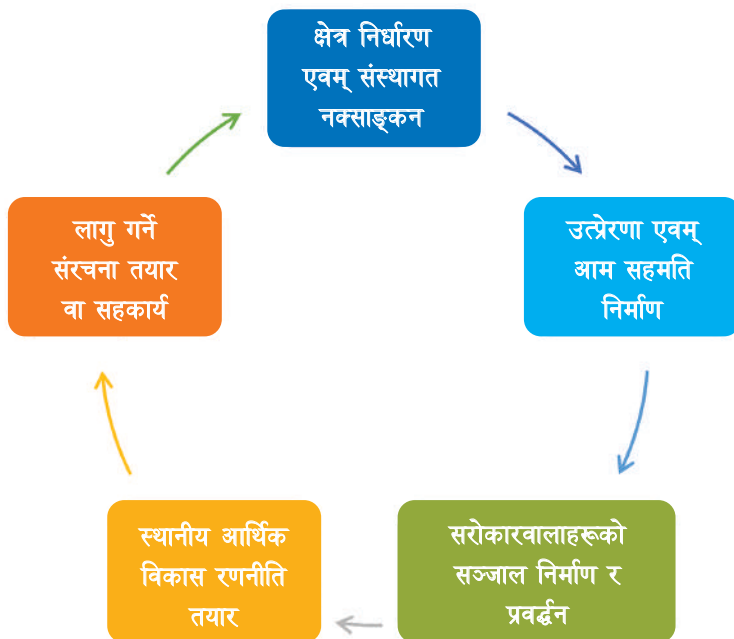 क्षेत्र निर्धारण
एवम् संस्थागत
नक्साङ्कन
उत्प्रेरणा एवम्
आम सहमति
निर्माण
सरोकारवालाहरूको
सञ्जाल निर्माण र
प्रवर्द्धन
स्थानीय आर्थिक
विकास रणनीति
तयार
लागु गर्ने
संरचना तयार
वा सहकार्य